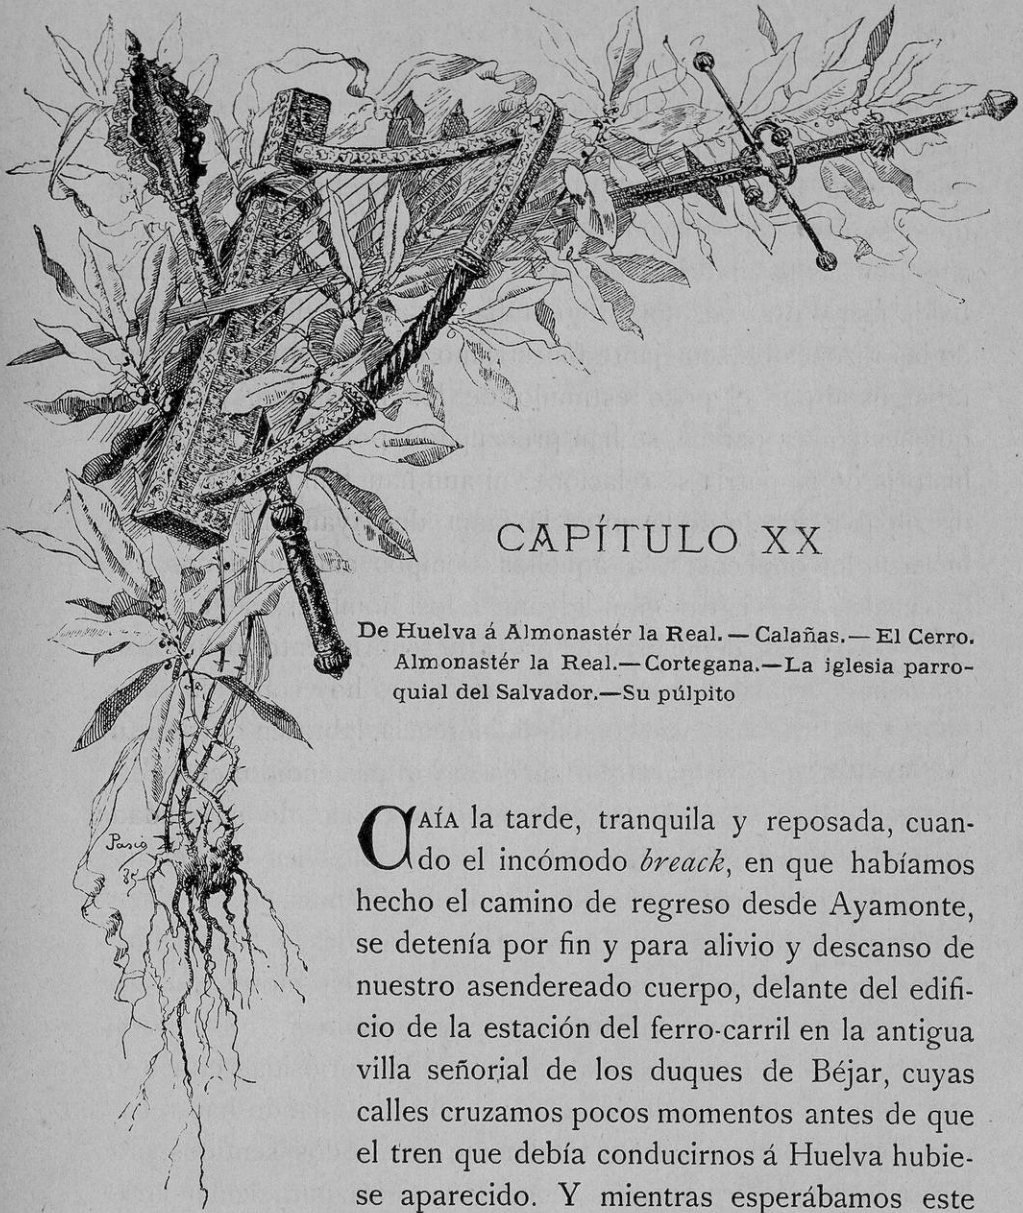 CAPÍTULO XX
De Huelva á Almonastér la Real. — Calañas.— El Cerro.
Almonastér la Real.—Cortegana.—La iglesia parro-
quial del Salvador.—Su púlpito
CAÍA la tarde, tranquila y reposada, cuan-
do el incómodo breack, en que habíamos
hecho el camino de regreso desde Ayamonte,
se detenía por fin y para alivio y descanso de
nuestro asendereado cuerpo, delante del edifi-
cio de la estación del ferro-carril en la antigua
villa señorial de los duques de Béjar, cuyas
calles cruzamos pocos momentos antes de que
el tren que debía conducirnos á Huelva hubie-
se aparecido. Y mientras esperábamos este